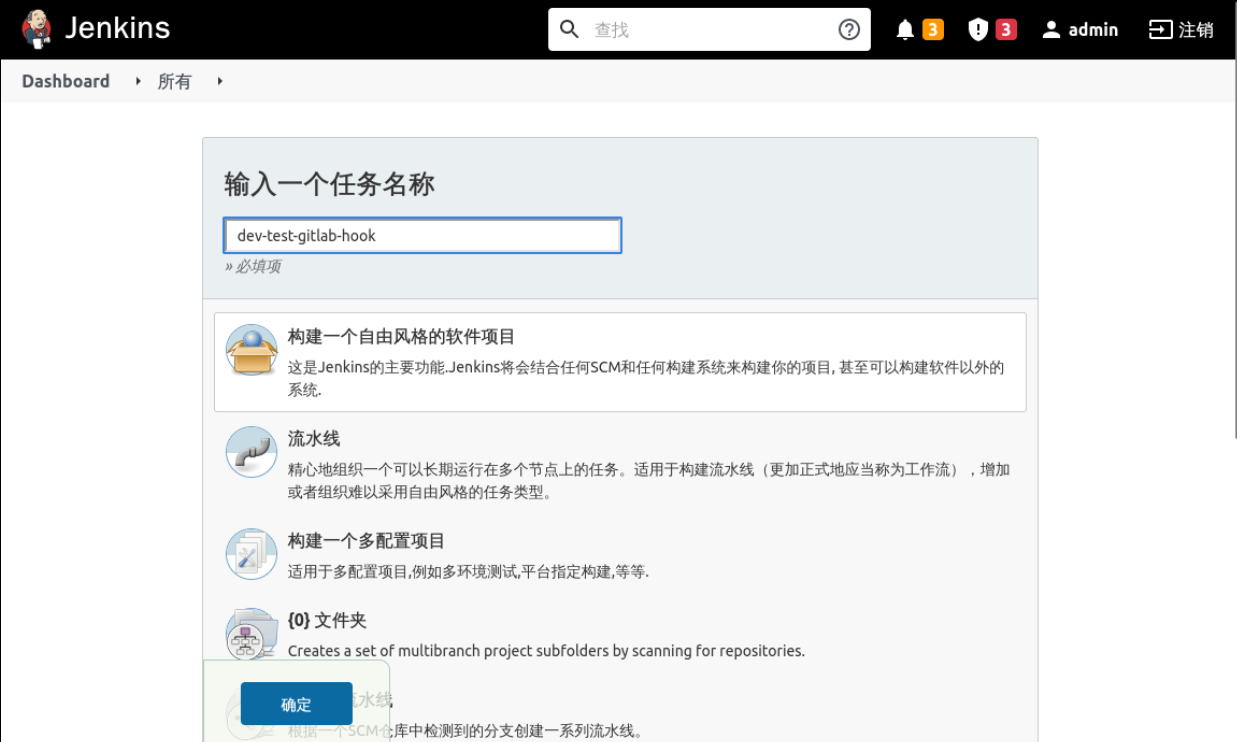 Jenkins
查找
3
3
admin
注销
Dashboard
所有
输入一个任务名称
dev-test-gitlab-hook
» 必填项
构建一个自由风格的软件项目
这是Jenkins的主要功能.Jenkins将会结合任何SCM和任何构建系统来构建你的项目, 甚至可以构建软件以外的
系统.
流水线
精心地组织一个可以长期运行在多个节点上的任务。适用于构建流水线（更加正式地应当称为工作流），增加
或者组织难以采用自由风格的任务类型。
构建一个多配置项目
适用于多配置项目,例如多环境测试,平台指定构建,等等.
{0} 文件夹
Creates a set of multibranch project subfolders by scanning for repositories.
流水线
确定
根据一个SCM仓库中检测到的分支创建一系列流水线。